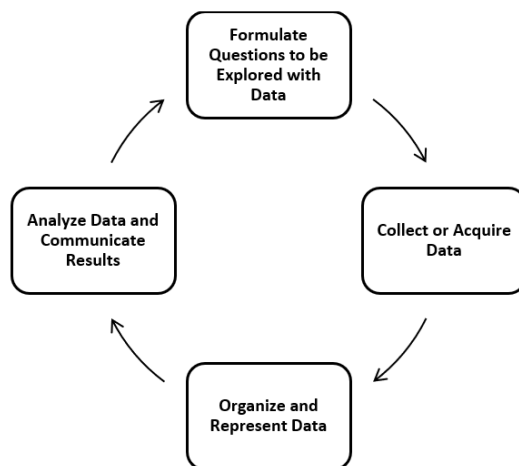 Formulate
Questions to be
Explored with
Data
Collect or Acquire
Data
Organize and
Represent Data
Analyze Data and
Communicate
Results